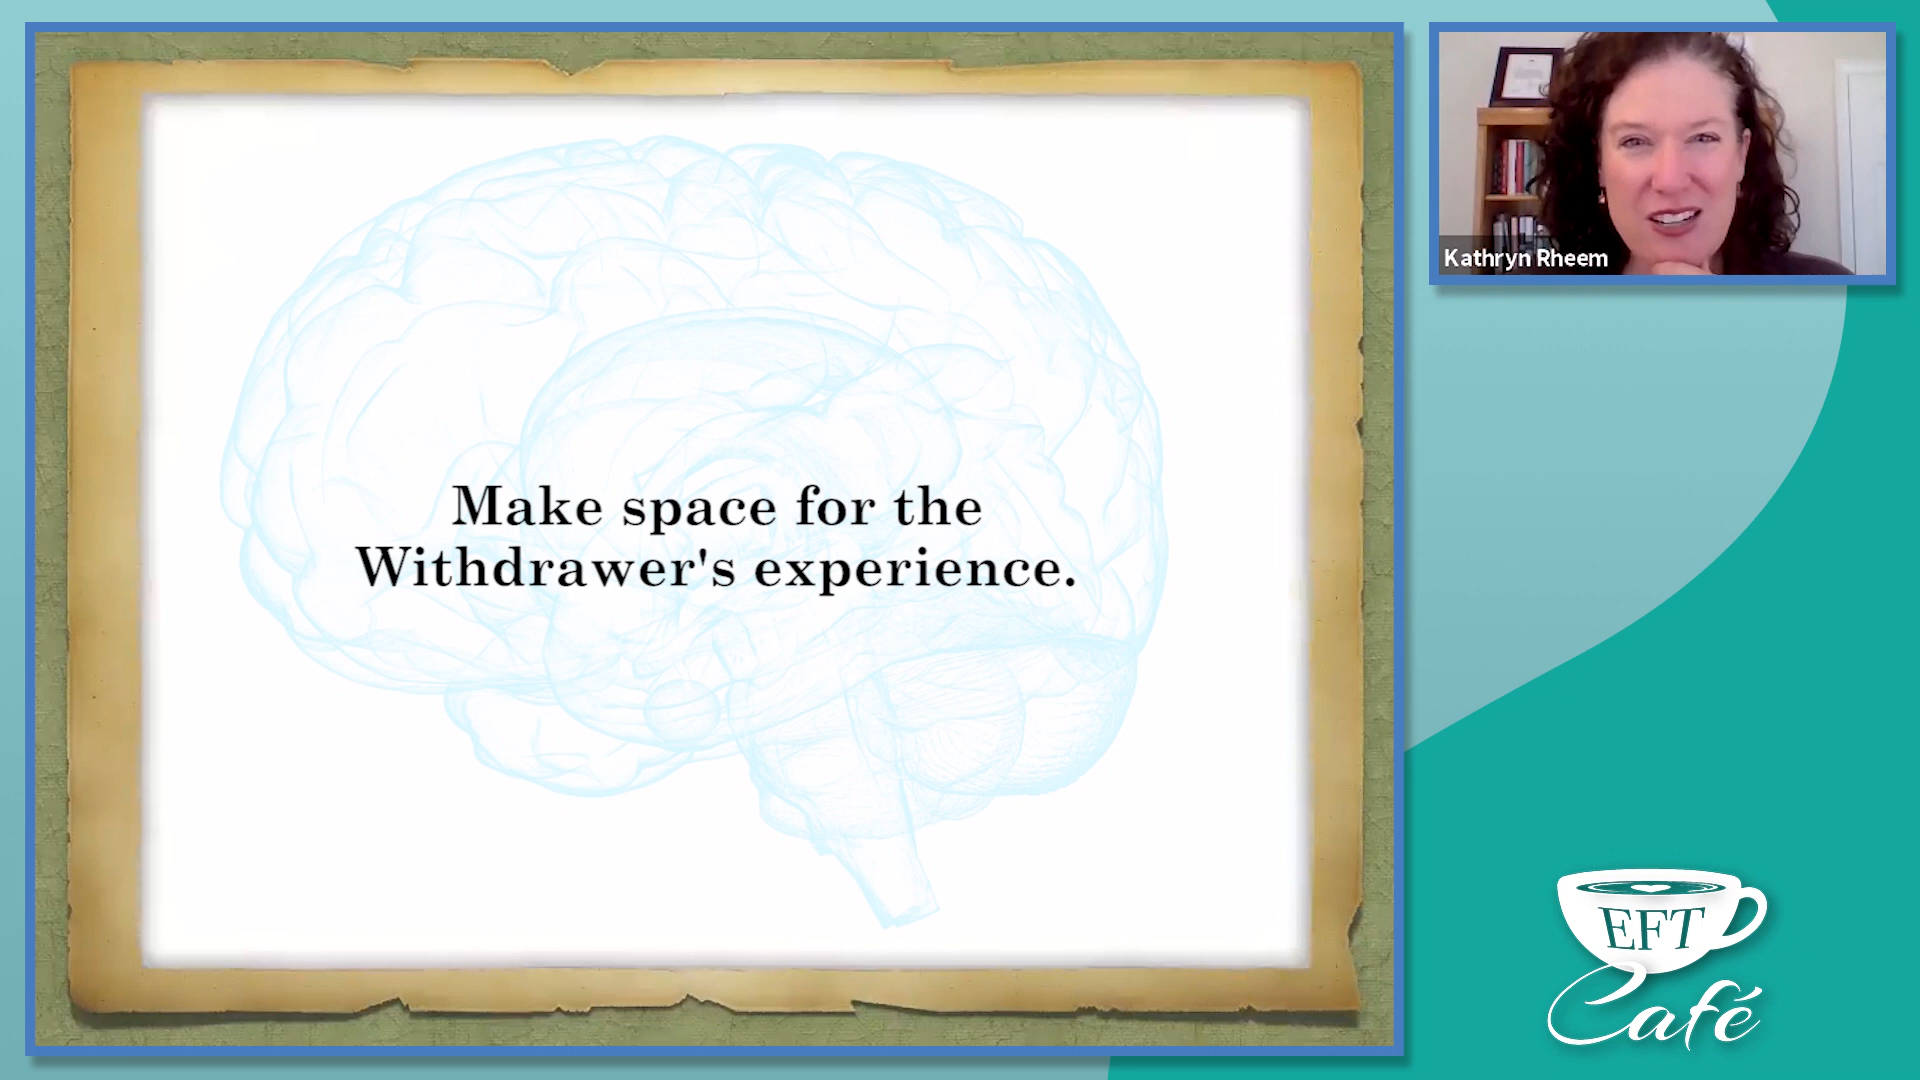 Make space for the
Withdrawer's experience.
Kathryn Rheem
EFT
Café